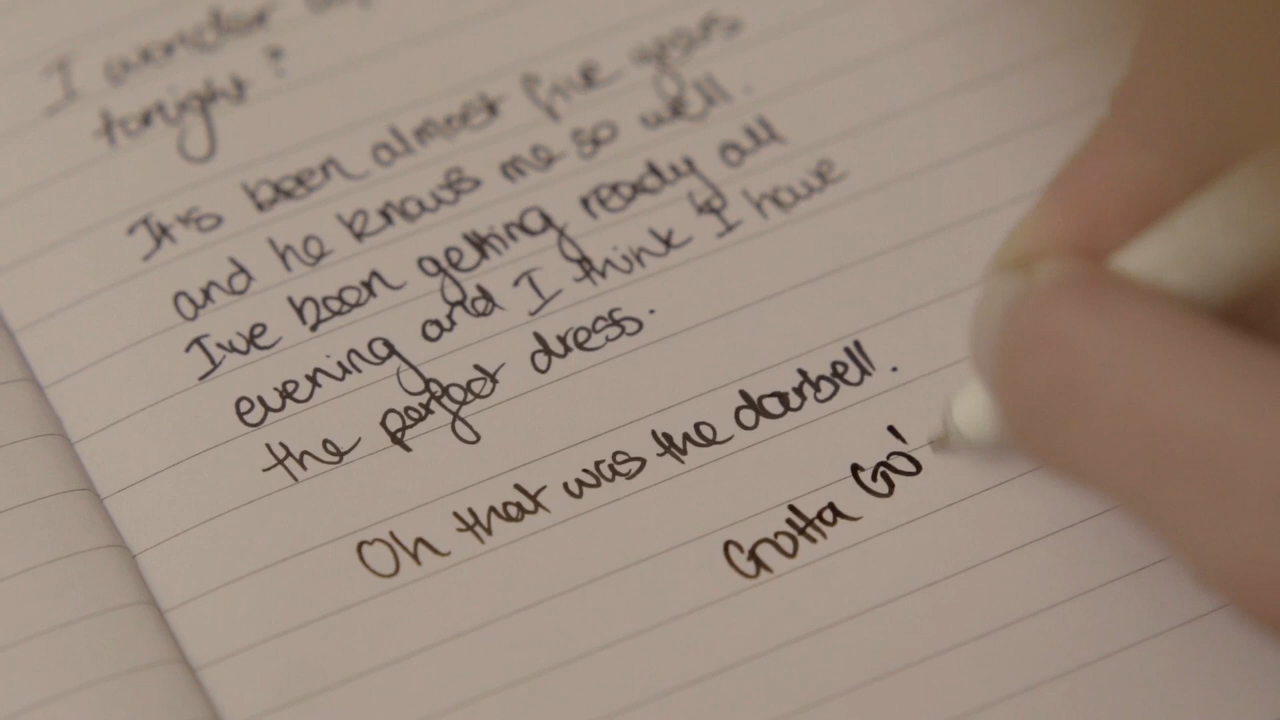 I wonder
tonight?
It's been almost five years
and he knows me so well.
I've been getting ready all
evening and I think I have
the perfect dress.
Oh that was the doorbell.
Gotta Go!